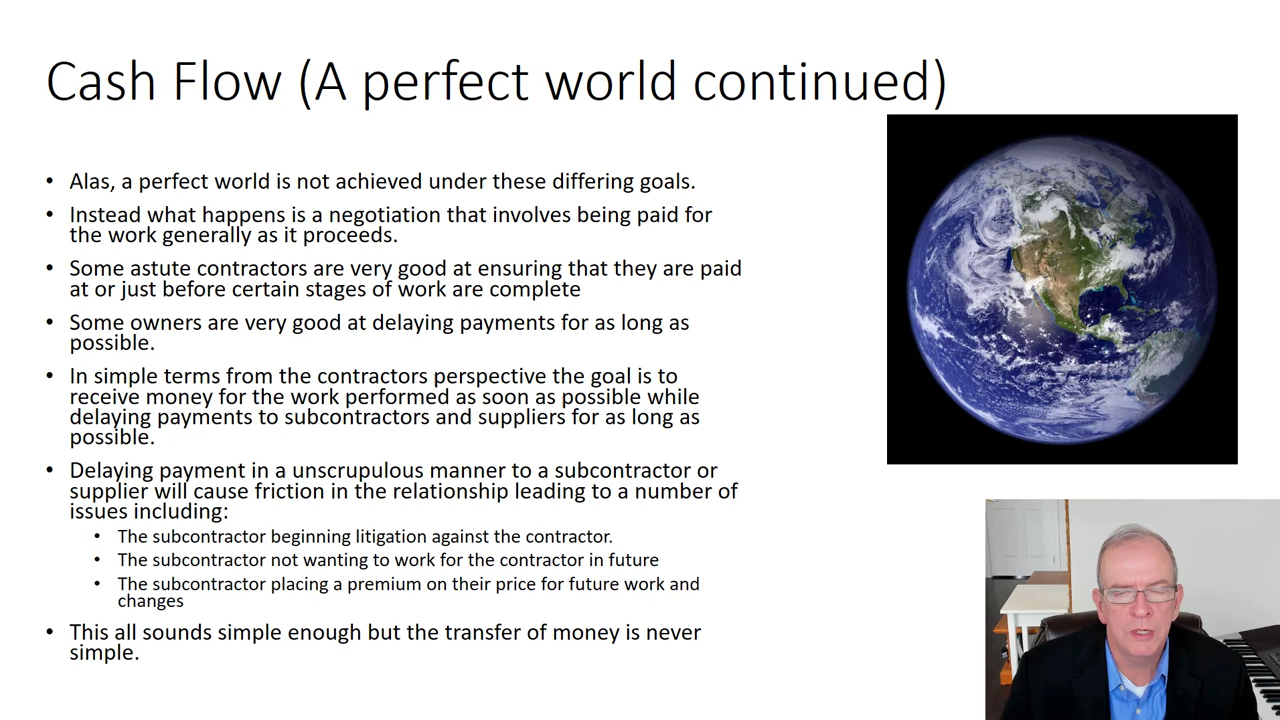 Cash Flow (A perfect world continued)
• Alas, a perfect world is not achieved under these differing goals.
• Instead what happens is a negotiation that involves being paid for
the work generally as it proceeds.
• Some astute contractors are very good at ensuring that they are paid
at or just before certain stages of work are complete
• Some owners are very good at delaying payments for as long as
possible.
• In simple terms from the contractors perspective the goal is to
receive money for the work performed as soon as possible while
delaying payments to subcontractors and suppliers for as long as
possible.
• Delaying payment in a unscrupulous manner to a subcontractor or
supplier will cause friction in the relationship leading to a number of
issues including:
• The subcontractor beginning litigation against the contractor.
• The subcontractor not wanting to work for the contractor in future
• The subcontractor placing a premium on their price for future work and
changes
• This all sounds simple enough but the transfer of money is never
simple.